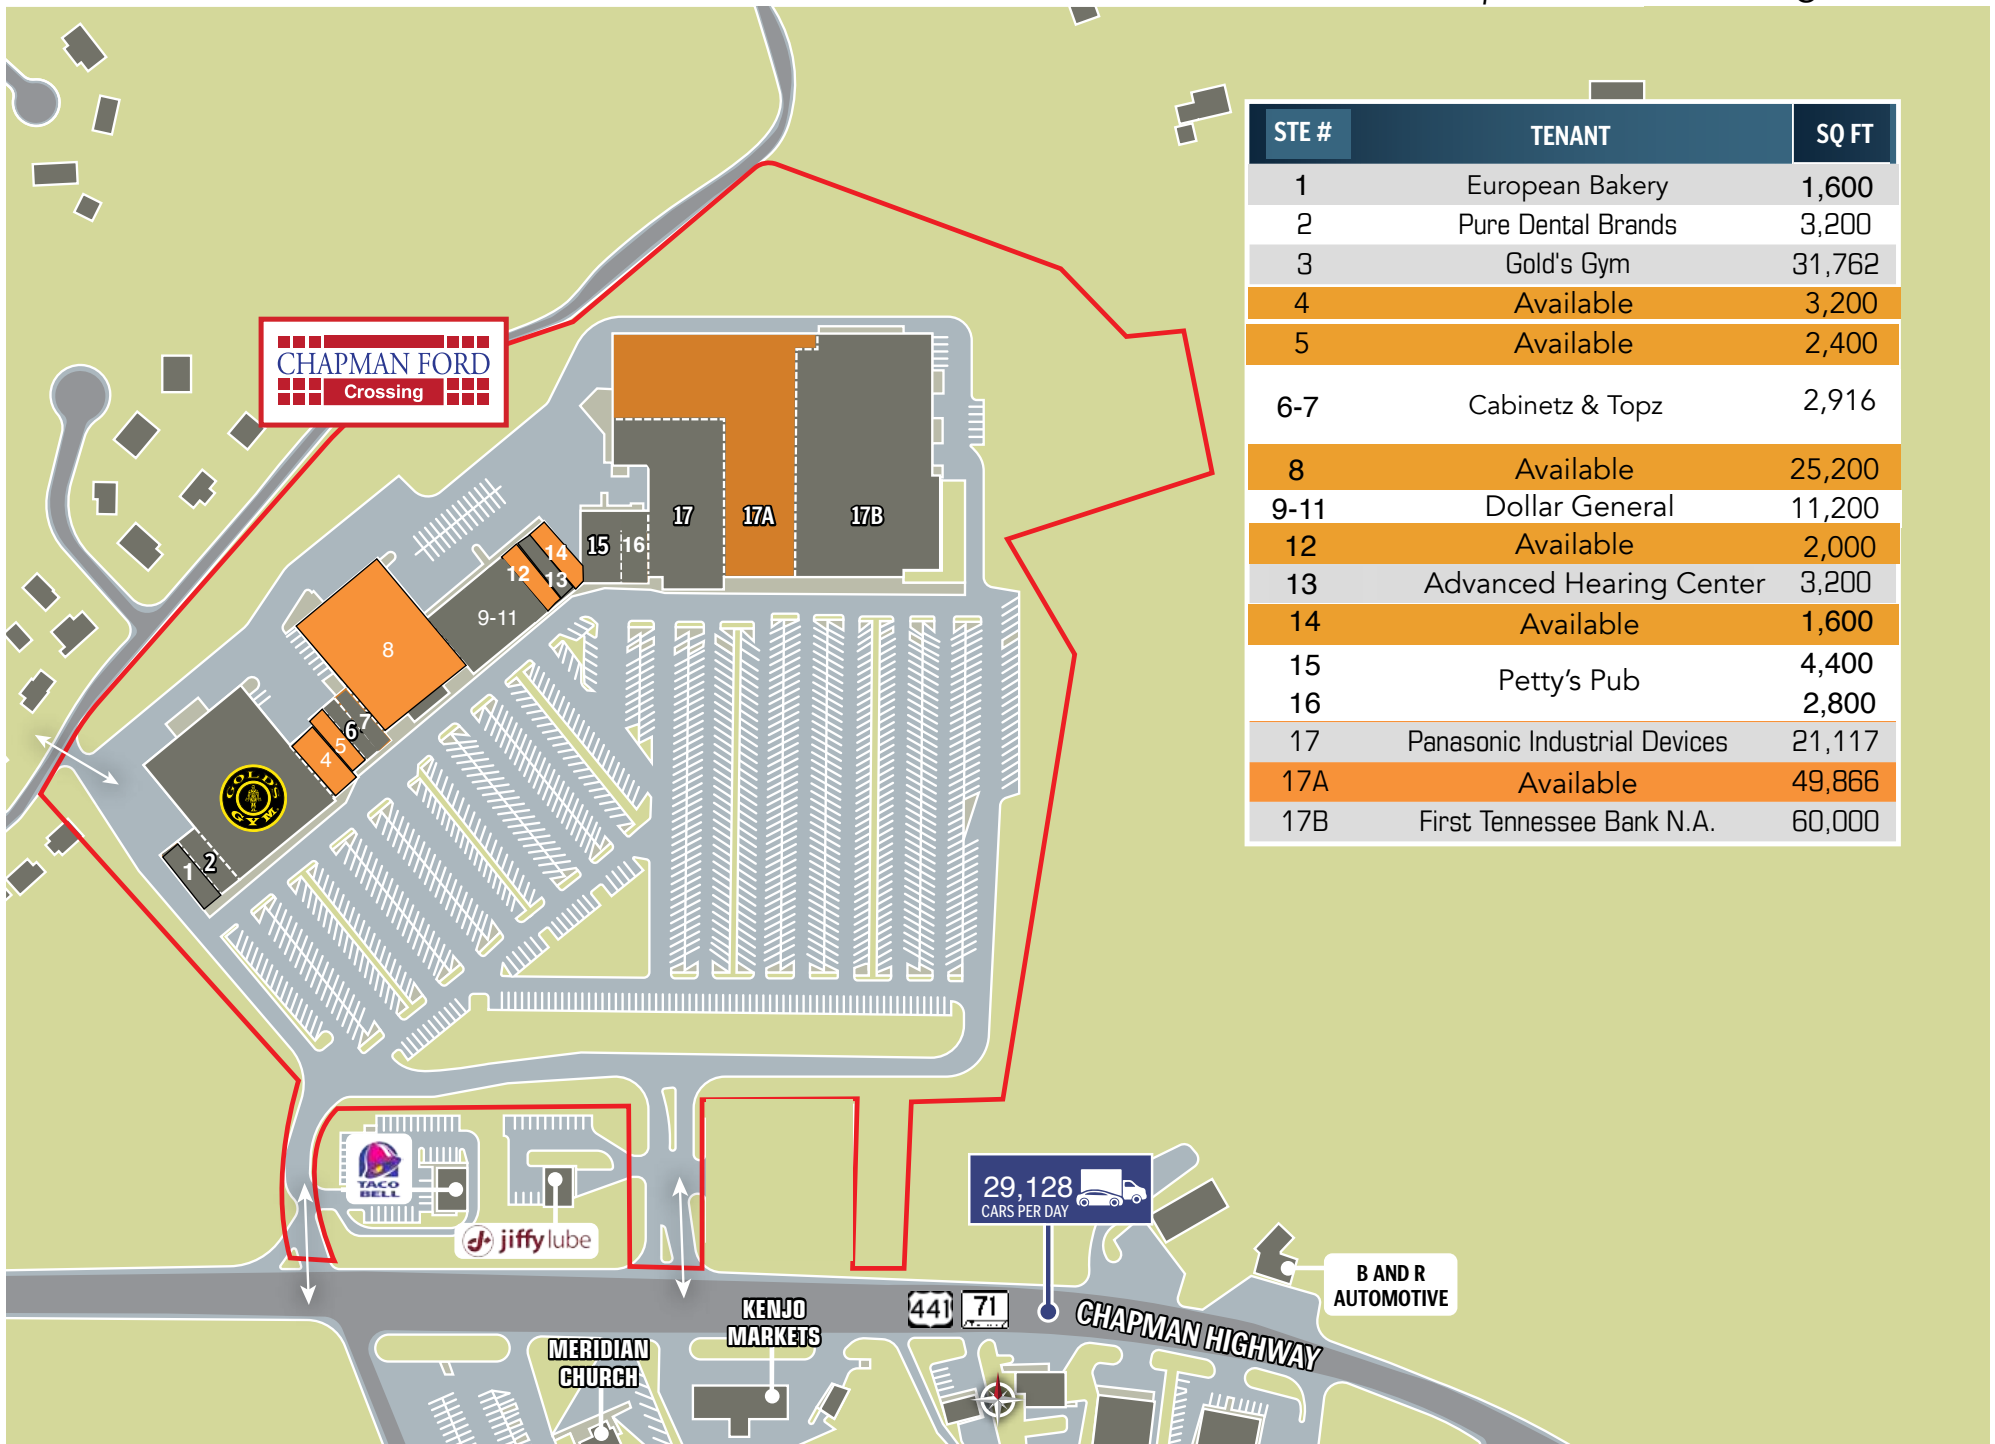 STE # TENANT SQ FT
1 European Bakery 1,600
2 Pure Dental Brands 3,200
3 Gold's Gym 31,762
4 Available 3,200
5 Available 2,400
6-7 Cabinetz & Topz 2,916
8 Available 25,200
9-11 Dollar General 11,200
12 Available 2,000
13 Advanced Hearing Center 3,200
14 Available 1,600
15 Petty's Pub 4,400
16 2,800
17 Panasonic Industrial Devices 21,117
17A Available 49,866
17B First Tennessee Bank N.A. 60,000
CHAPMAN FORD
Crossing
17
17A
17B
15
16
14
12
13
9-11
8
7
6
5
4
GOLD'S
GYM
2
1
TACO
BELL
jiffylube
29,128
CARS PER DAY
B AND R
AUTOMOTIVE
441
71
CHAPMAN HIGHWAY
KENJO
MARKETS
MERIDIAN
CHURCH